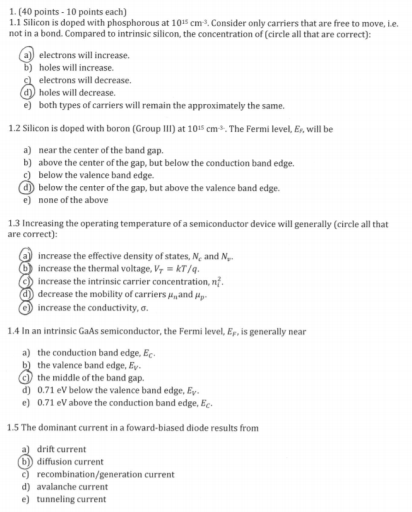 1. (40 points - 10 points each)
1.1 Silicon is doped with phosphorous at 10¹⁵ cm⁻³. Consider only carriers that are free to move, i.e.
not in a bond. Compared to intrinsic silicon, the concentration of (circle all that are correct):
a) electrons will increase.
b) holes will increase.
c) electrons will decrease.
d) holes will decrease.
e) both types of carriers will remain the approximately the same.
1.2 Silicon is doped with boron (Group III) at 10¹⁵ cm⁻³. The Fermi level, E_F, will be
a) near the center of the band gap.
b) above the center of the gap, but below the conduction band edge.
c) below the valence band edge.
d) below the center of the gap, but above the valence band edge.
e) none of the above
1.3 Increasing the operating temperature of a semiconductor device will generally (circle all that
are correct):
a) increase the effective density of states, N_c and N_v.
b) increase the thermal voltage, V_T = kT/q.
c) increase the intrinsic carrier concentration, n_i².
d) decrease the mobility of carriers μ_n and μ_p.
e) increase the conductivity, σ.
1.4 In an intrinsic GaAs semiconductor, the Fermi level, E_F, is generally near
a) the conduction band edge, E_C.
b) the valence band edge, E_V.
c) the middle of the band gap.
d) 0.71 eV below the valence band edge, E_V.
e) 0.71 eV above the conduction band edge, E_C.
1.5 The dominant current in a foward-biased diode results from
a) drift current
b) diffusion current
c) recombination/generation current
d) avalanche current
e) tunneling current